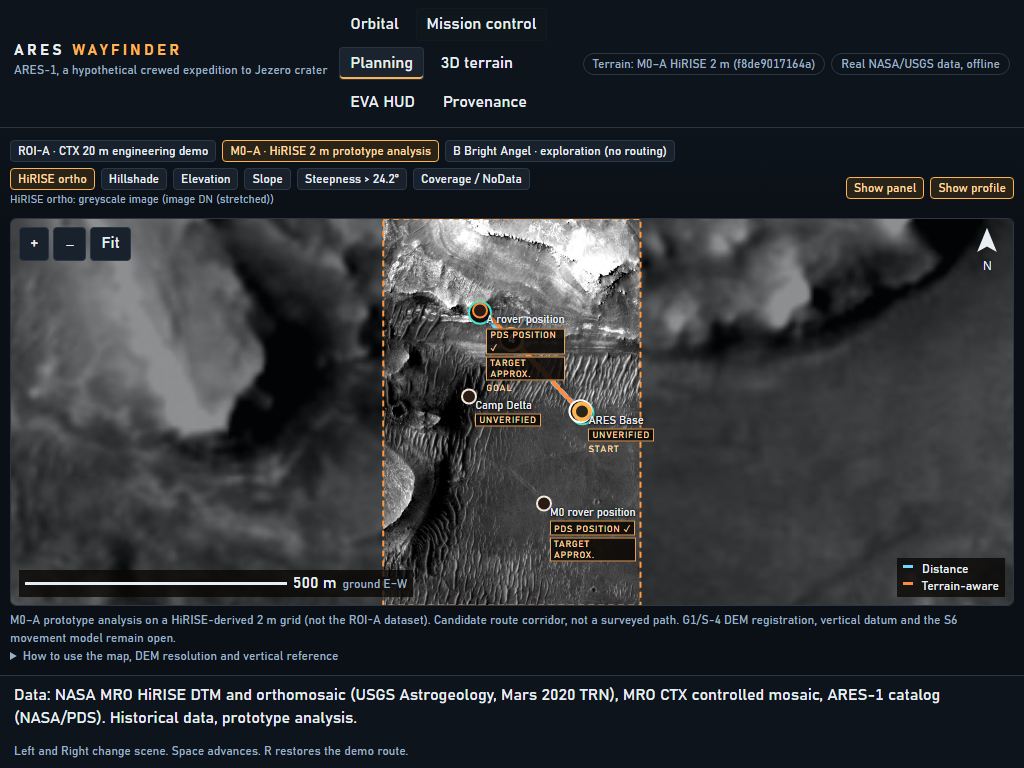 Orbital
Mission control
ARES WAYFINDER
ARES-1, a hypothetical crewed expedition to Jezero crater
Planning
3D terrain
EVA HUD
Provenance
Terrain: M0–A HiRISE 2 m (f8de9017164a)
Real NASA/USGS data, offline
ROI-A · CTX 20 m engineering demo
M0–A · HiRISE 2 m prototype analysis
B Bright Angel · exploration (no routing)
HiRISE ortho
Hillshade
Elevation
Slope
Steepness > 24.2°
Coverage / NoData
HiRISE ortho: greyscale image (image DN (stretched))
Show panel
Show profile
+
–
Fit
N
A rover position
PDS POSITION
✓
TARGET
APPROX.
GOAL
Camp Delta
UNVERIFIED
ARES Base
UNVERIFIED
START
M0 rover position
PDS POSITION ✓
TARGET
APPROX.
500 m ground E–W
Distance
Terrain-aware
M0–A prototype analysis on a HiRISE-derived 2 m grid (not the ROI-A dataset). Candidate route corridor, not a surveyed path. G1/S-4 DEM registration, vertical datum and the S6
movement model remain open.
▶ How to use the map, DEM resolution and vertical reference
Data: NASA MRO HiRISE DTM and orthomosaic (USGS Astrogeology, Mars 2020 TRN), MRO CTX controlled mosaic, ARES-1 catalog
(NASA/PDS). Historical data, prototype analysis.
Left and Right change scene. Space advances. R restores the demo route.